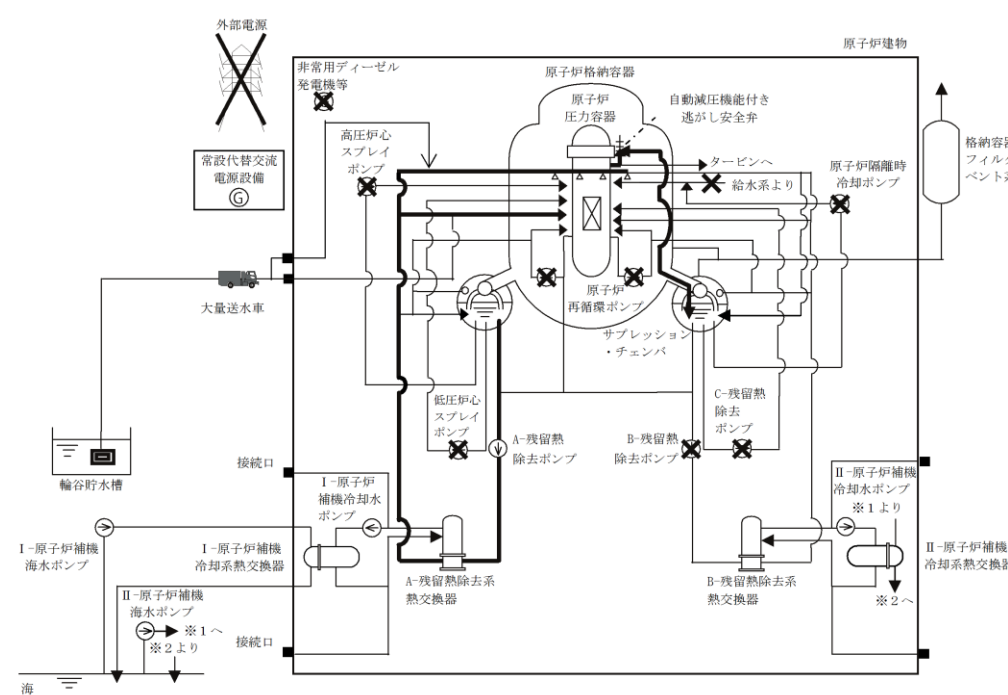 外部電源
原子炉建物
非常用ディーゼル
発電機等
原子炉格納容器
原子炉
圧力容器
自動減圧機能付き
逃がし安全弁
高圧炉心
スプレイ
ポンプ
タービンへ
給水系より
原子炉隔離時
冷却ポンプ
格納容器
フィルタ
ベント系
常設代替交流
電源設備
G
大量送水車
原子炉
再循環ポンプ
サプレッション
・チェンバ
低圧炉心
スプレイ
ポンプ
A-残留熱
除去ポンプ
B-残留熱
除去ポンプ
C-残留熱
除去
ポンプ
輪谷貯水槽
接続口
Ⅰ-原子炉
補機冷却水
ポンプ
Ⅱ-原子炉補機
冷却水ポンプ
※1より
Ⅰ-原子炉補機
海水ポンプ
Ⅰ-原子炉補機
冷却系熱交換器
A-残留熱除去系
熱交換器
B-残留熱除去系
熱交換器
Ⅱ-原子炉補機
冷却系熱交換器
※2へ
Ⅱ-原子炉補機
海水ポンプ
※1へ
※2より
接続口
海